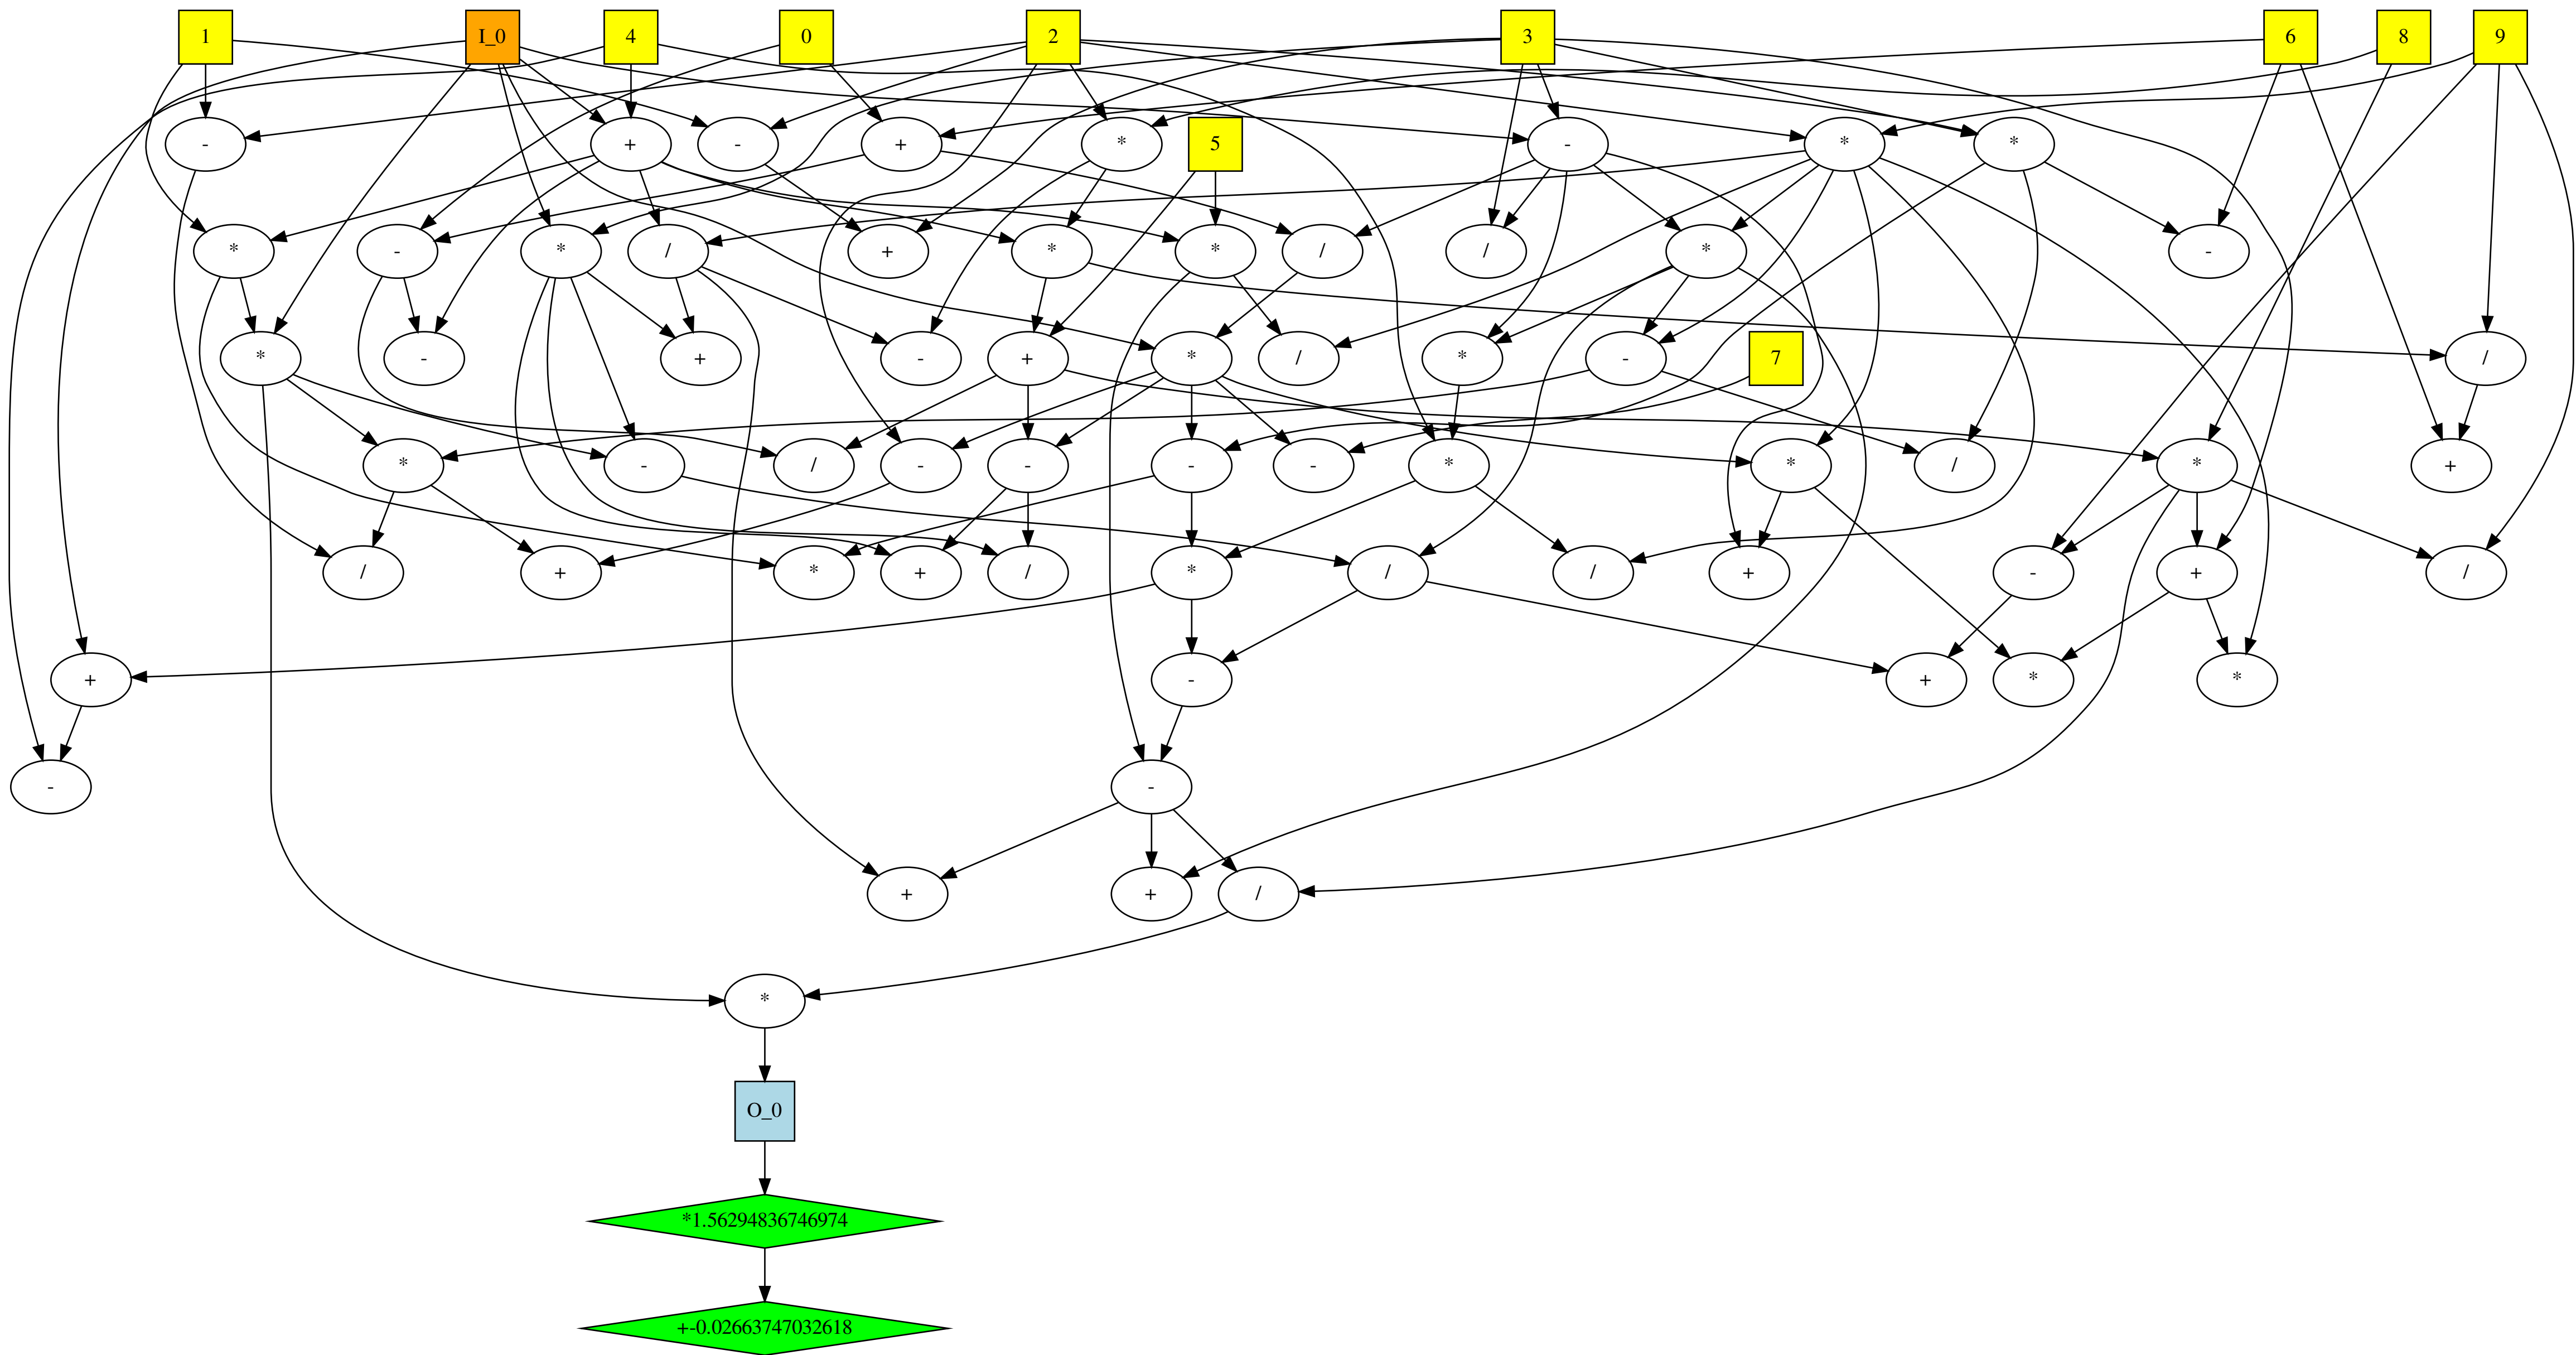 1 I_0 4 0 2 3 6 8 9
- + - + * 5 - * *
* - * / + * * / / * -
* - + - + * / * - 7 /
* - / - - - - * * / * +
/ + * + / * / / + - + /
+ - + * *
- -
+ + /
*
O_0
*1.56294836746974
+-0.02663747032618